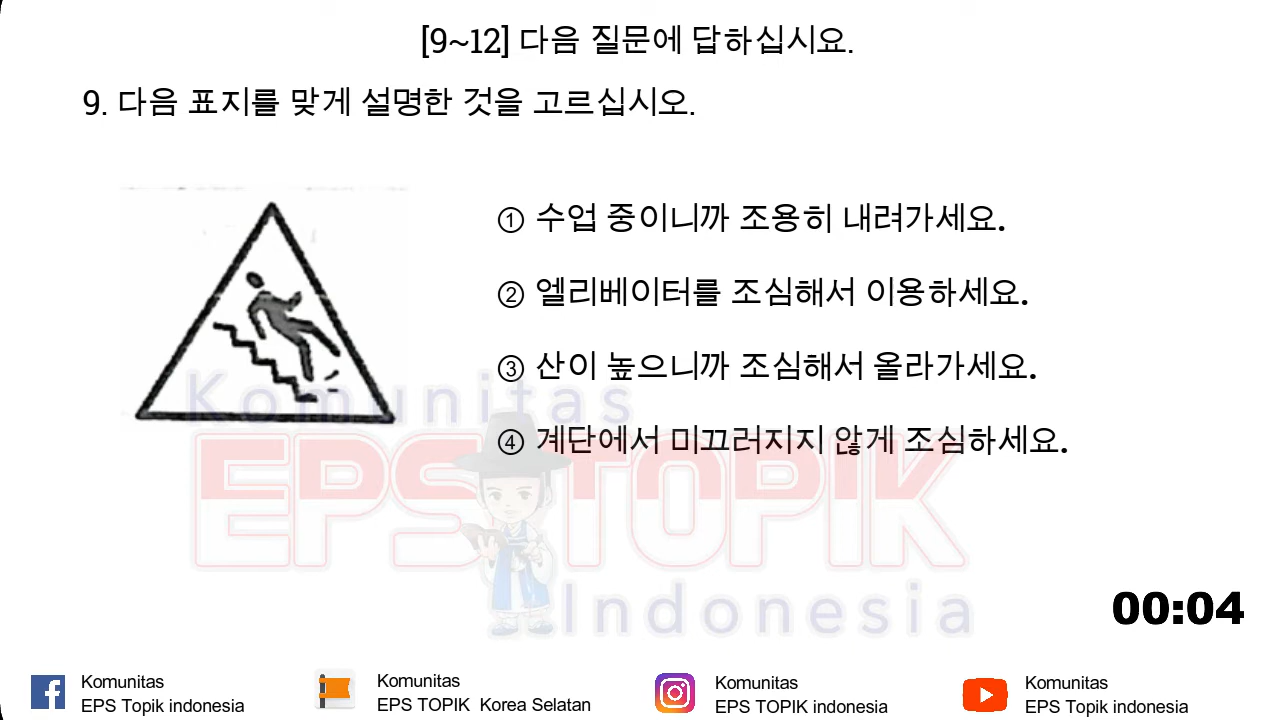 [9~12] 다음 질문에 답하십시요.
9. 다음 표지를 맞게 설명한 것을 고르십시오.
① 수업 중이니까 조용히 내려가세요.
② 엘리베이터를 조심해서 이용하세요.
③ 산이 높으니까 조심해서 올라가세요.
④ 계단에서 미끄러지지 않게 조심하세요.
Komunitas
EPS TOPIK
Indonesia
00:04
Komunitas
EPS Topik indonesia
Komunitas
EPS TOPIK Korea Selatan
Komunitas
EPS TOPIK indonesia
Komunitas
EPS Topik indonesia